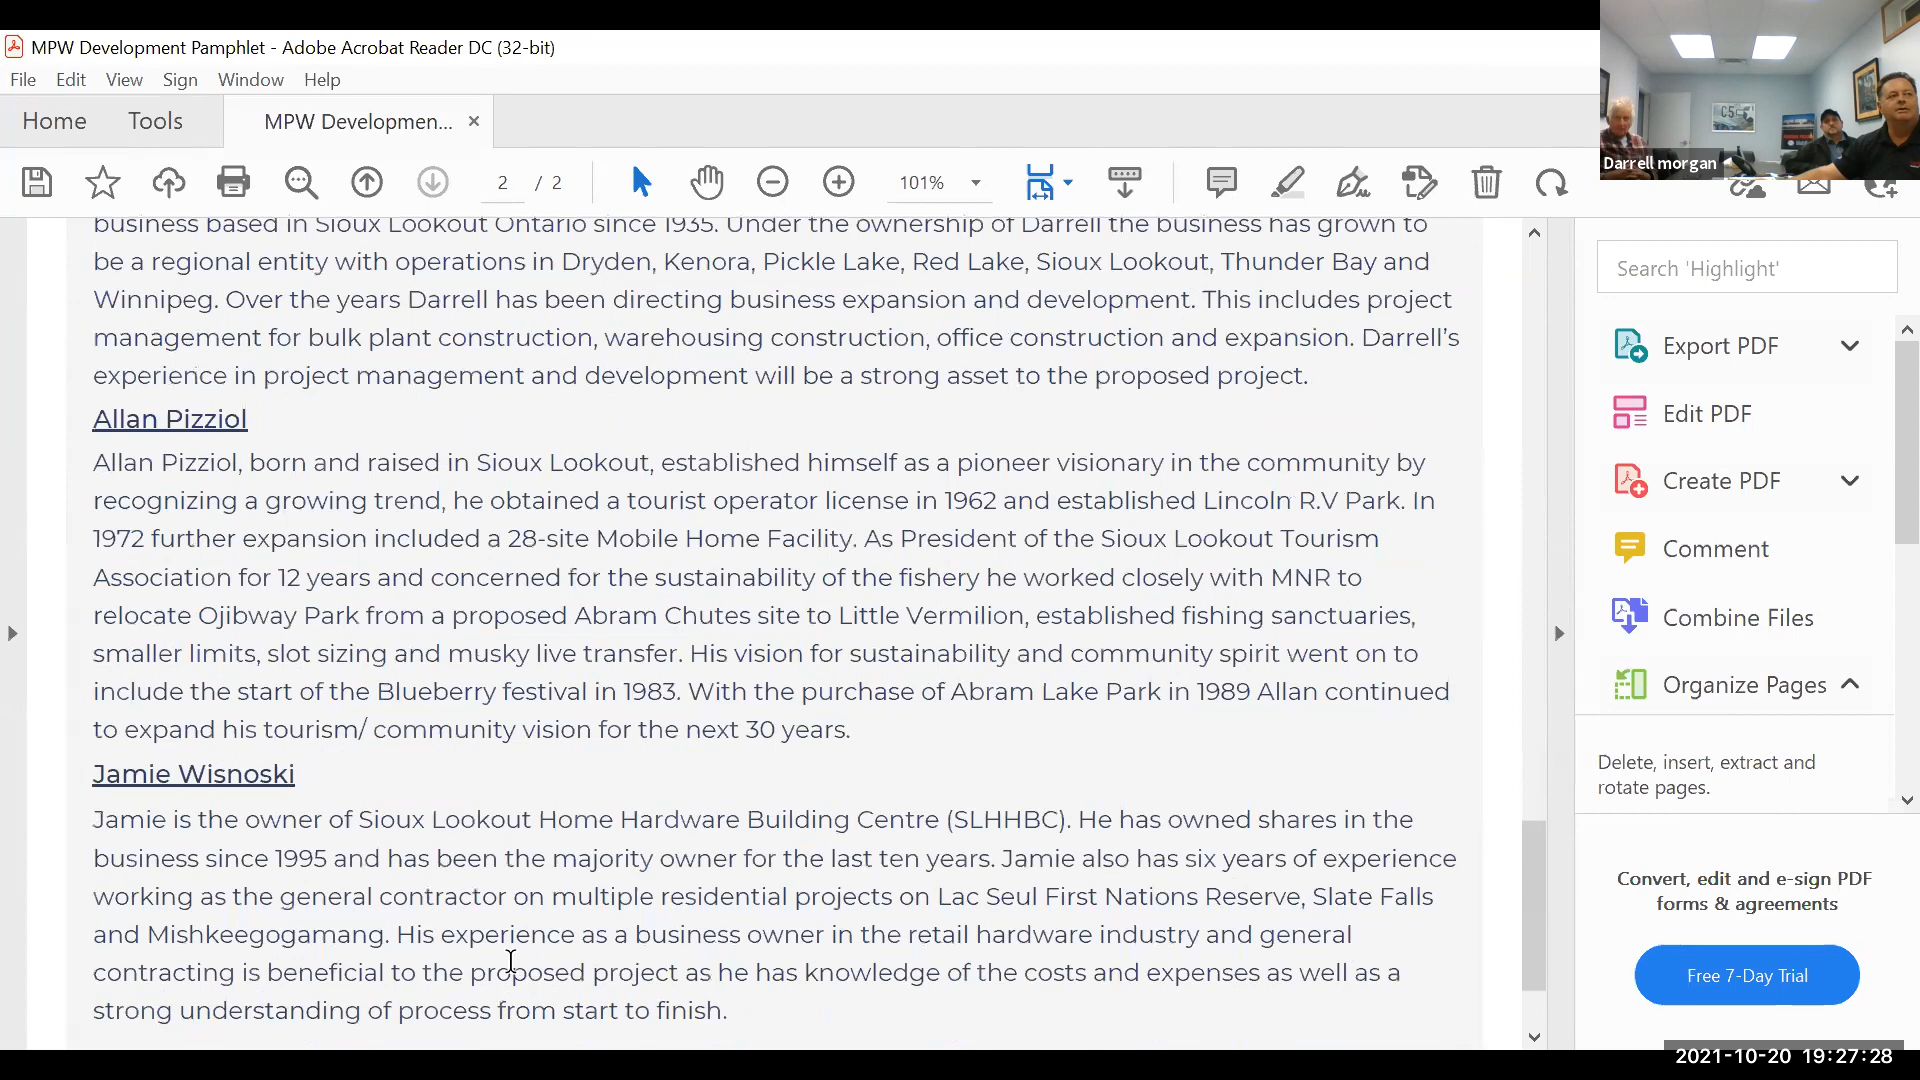 MPW Development Pamphlet - Adobe Acrobat Reader DC (32-bit)
File Edit View Sign Window Help
Home Tools MPW Developmen... ×
2 / 2 101%
Darrell morgan
business based in Sioux Lookout Ontario since 1935. Under the ownership of Darrell the business has grown to
be a regional entity with operations in Dryden, Kenora, Pickle Lake, Red Lake, Sioux Lookout, Thunder Bay and
Winnipeg. Over the years Darrell has been directing business expansion and development. This includes project
management for bulk plant construction, warehousing construction, office construction and expansion. Darrell’s
experience in project management and development will be a strong asset to the proposed project.
Allan Pizziol
Allan Pizziol, born and raised in Sioux Lookout, established himself as a pioneer visionary in the community by
recognizing a growing trend, he obtained a tourist operator license in 1962 and established Lincoln R.V Park. In
1972 further expansion included a 28-site Mobile Home Facility. As President of the Sioux Lookout Tourism
Association for 12 years and concerned for the sustainability of the fishery he worked closely with MNR to
relocate Ojibway Park from a proposed Abram Chutes site to Little Vermilion, established fishing sanctuaries,
smaller limits, slot sizing and musky live transfer. His vision for sustainability and community spirit went on to
include the start of the Blueberry festival in 1983. With the purchase of Abram Lake Park in 1989 Allan continued
to expand his tourism/ community vision for the next 30 years.
Jamie Wisnoski
Jamie is the owner of Sioux Lookout Home Hardware Building Centre (SLHHBC). He has owned shares in the
business since 1995 and has been the majority owner for the last ten years. Jamie also has six years of experience
working as the general contractor on multiple residential projects on Lac Seul First Nations Reserve, Slate Falls
and Mishkeegogamang. His experience as a business owner in the retail hardware industry and general
contracting is beneficial to the proposed project as he has knowledge of the costs and expenses as well as a
strong understanding of process from start to finish.
Search 'Highlight'
Export PDF
Edit PDF
Create PDF
Comment
Combine Files
Organize Pages
Delete, insert, extract and
rotate pages.
Convert, edit and e-sign PDF
forms & agreements
Free 7-Day Trial
2021-10-20 19:27:28